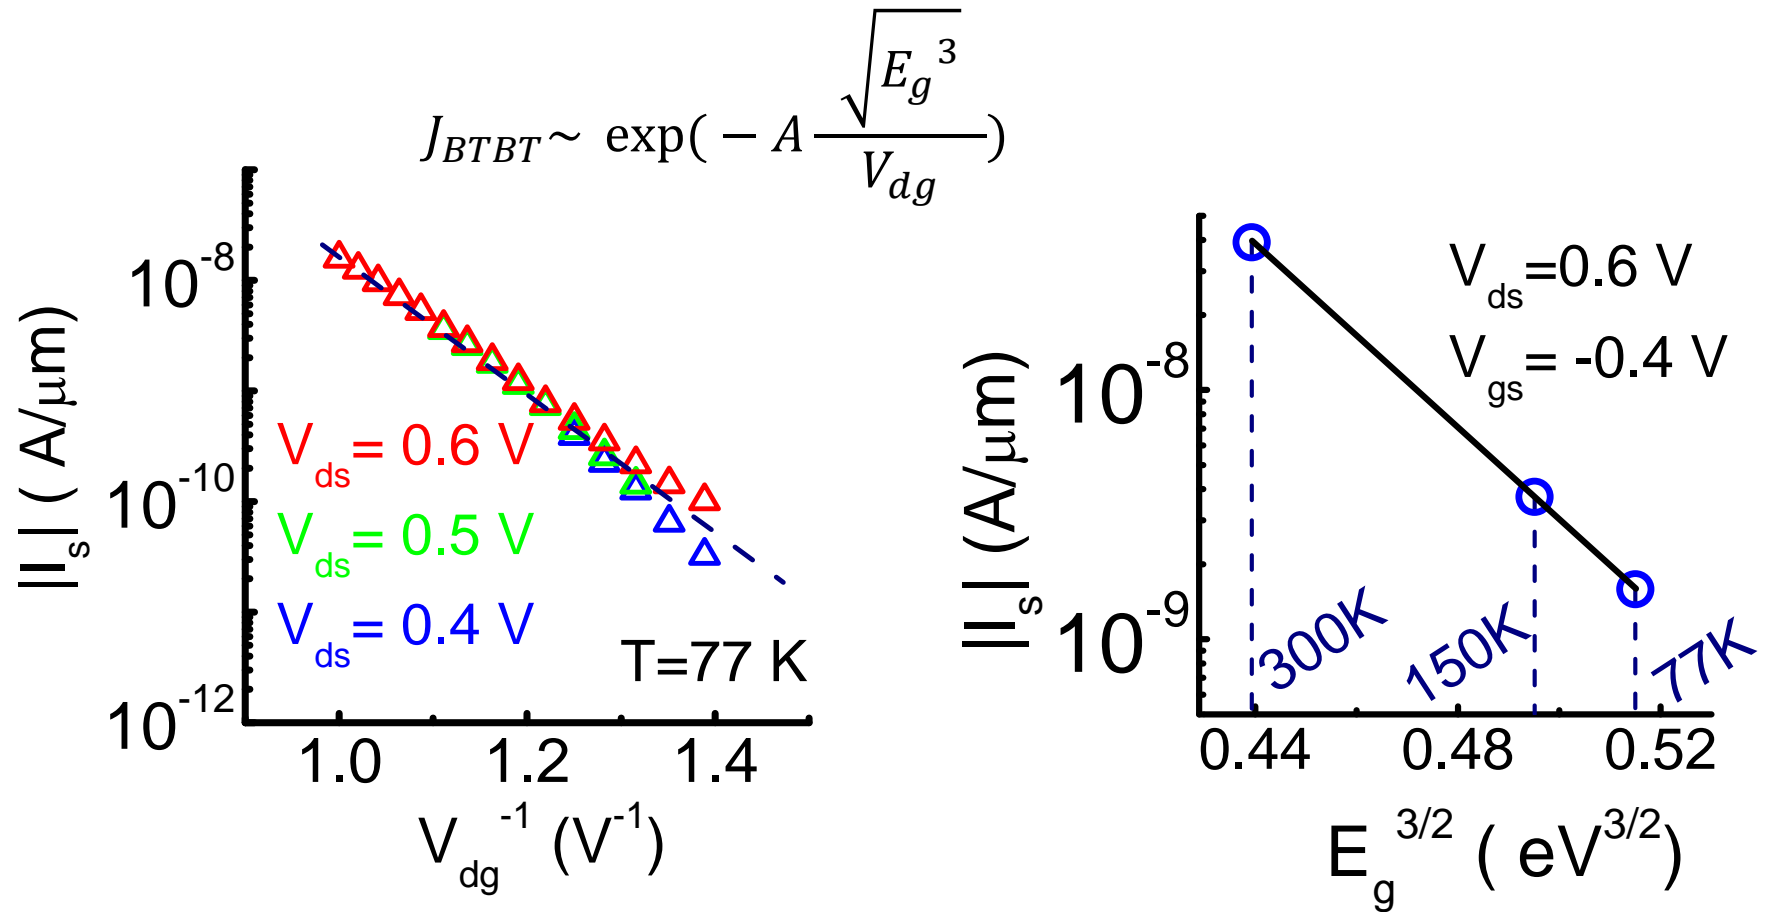 J_BTBT ~ exp( − A √(E_g^3) / V_dg )
||I_s| ( A/μm)
10^-8
10^-10
10^-12
V_ds= 0.6 V
V_ds= 0.5 V
V_ds= 0.4 V
T=77 K
1.0 1.2 1.4
V_dg^-1 (V^-1)
||I_s| (A/μm)
10^-8
10^-9
V_ds=0.6 V
V_gs= -0.4 V
300K
150K
77K
0.44 0.48 0.52
E_g^3/2 ( eV^3/2)